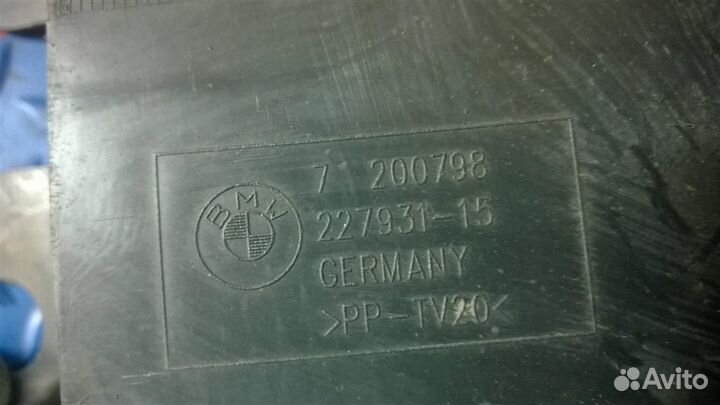 BMW
7 200798
227931-15
GERMANY
>PP-TV20<
Avito